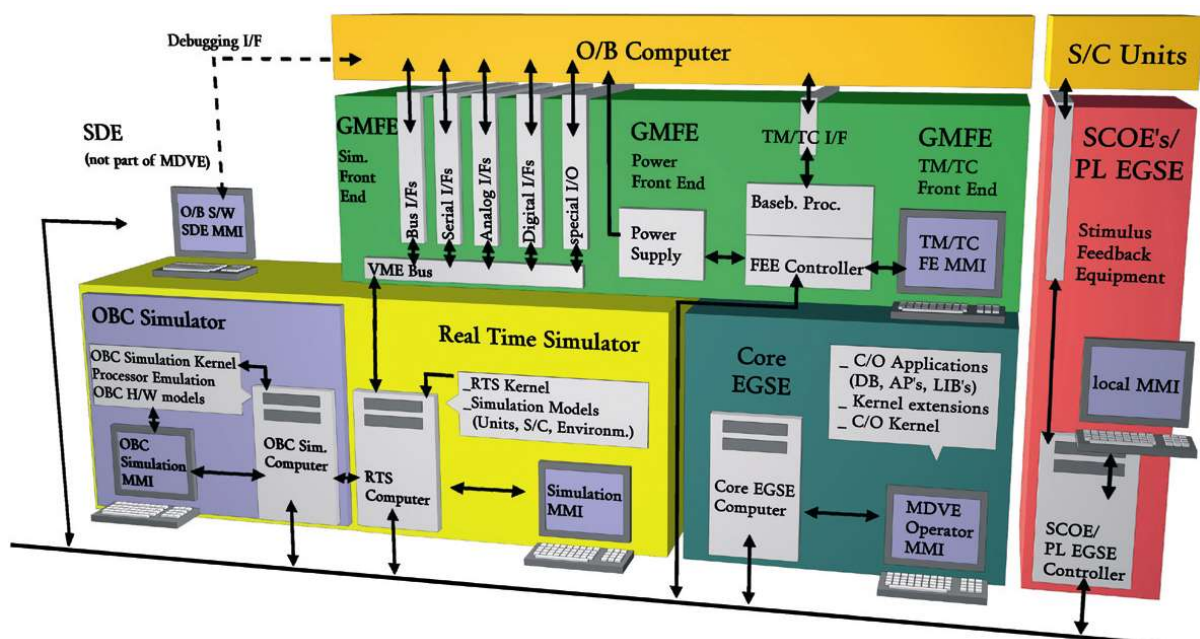 Debugging I/F
O/B Computer
S/C Units
SDE
(not part of MDVE)
O/B S/W
SDE MMI
GMFE
Sim.
Front
End
Bus I/Fs
Serial I/Fs
Analog I/Fs
Digital I/Fs
special I/O
VME Bus
GMFE
Power
Front End
Power
Supply
TM/TC I/F
Baseb. Proc.
FEE Controller
GMFE
TM/TC
Front End
TM/TC
FE MMI
SCOE's/
PL EGSE
Stimulus
Feedback
Equipment
local MMI
SCOE/
PL EGSE
Controller
OBC Simulator
OBC Simulation Kernel
Processor Emulation
OBC H/W models
OBC
Simulation
MMI
OBC Sim.
Computer
Real Time Simulator
_RTS Kernel
_Simulation Models
(Units, S/C, Environm.)
RTS
Computer
Simulation
MMI
Core
EGSE
_ C/O Applications
(DB, AP's, LIB's)
_ Kernel extensions
_ C/O Kernel
Core EGSE
Computer
MDVE
Operator
MMI